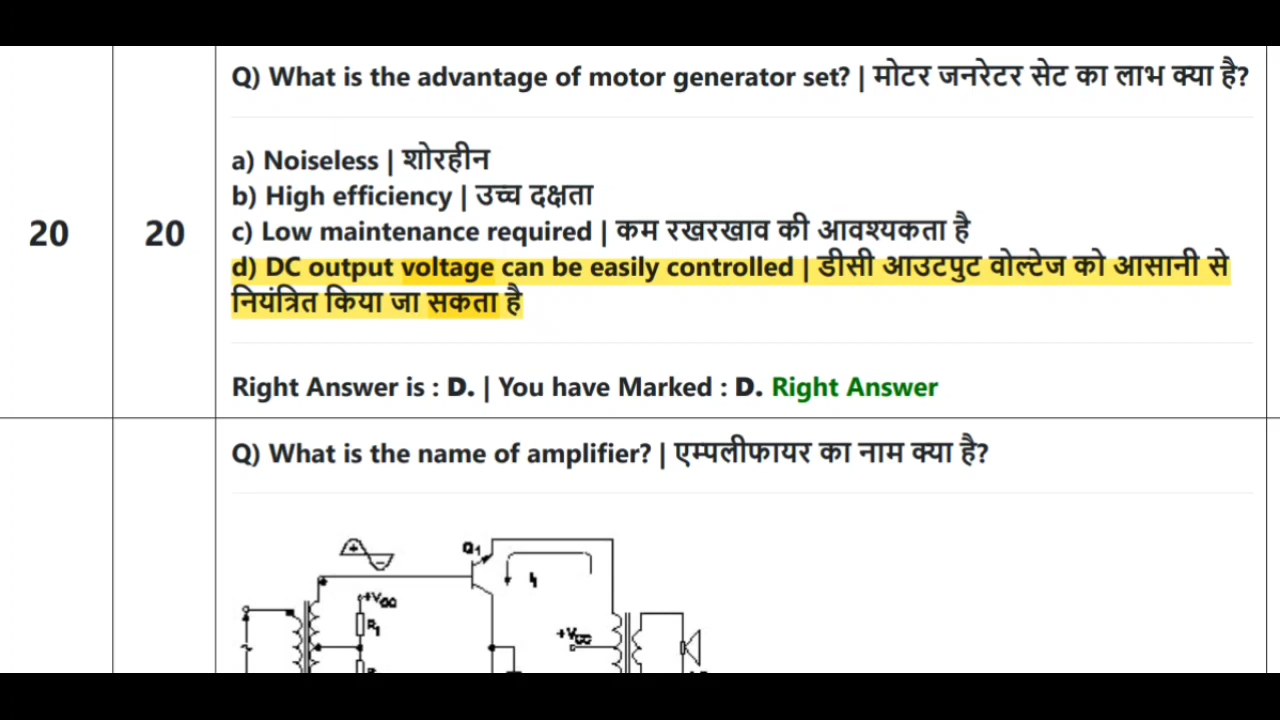 Q) What is the advantage of motor generator set? | मोटर जनरेटर सेट का लाभ क्या है?
a) Noiseless | शोरहीन
b) High efficiency | उच्च दक्षता
20
20
c) Low maintenance required | कम रखरखाव की आवश्यकता है
d) DC output voltage can be easily controlled | डीसी आउटपुट वोल्टेज को आसानी से
नियंत्रित किया जा सकता है
Right Answer is : D. | You have Marked : D. Right Answer
Q) What is the name of amplifier? | एम्पलीफायर का नाम क्या है?
Q1
I1
+VCC
R1
+VCC